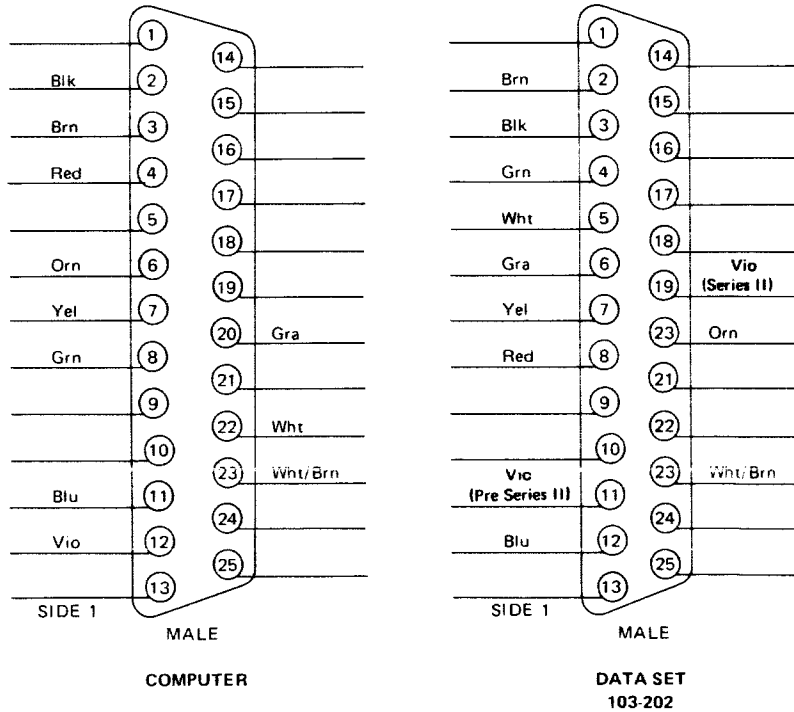 1
14
Blk 2
15
Brn 3
16
Red 4
17
5
18
Orn 6
19
Yel 7
20 Gra
Grn 8
21
9
22 Wht
10
23 Wht/Brn
Blu 11
24
Vio 12
25
13
SIDE 1
MALE
COMPUTER
1
14
Brn 2
15
Blk 3
16
Grn 4
17
Wht 5
18
Gra 6
Vio
(Series II)
19
Yel 7
23 Orn
Red 8
21
9
22
10
23 Wht/Brn
Vio
(Pre Series II) 11
24
Blu 12
25
13
SIDE 1
MALE
DATA SET
103-202